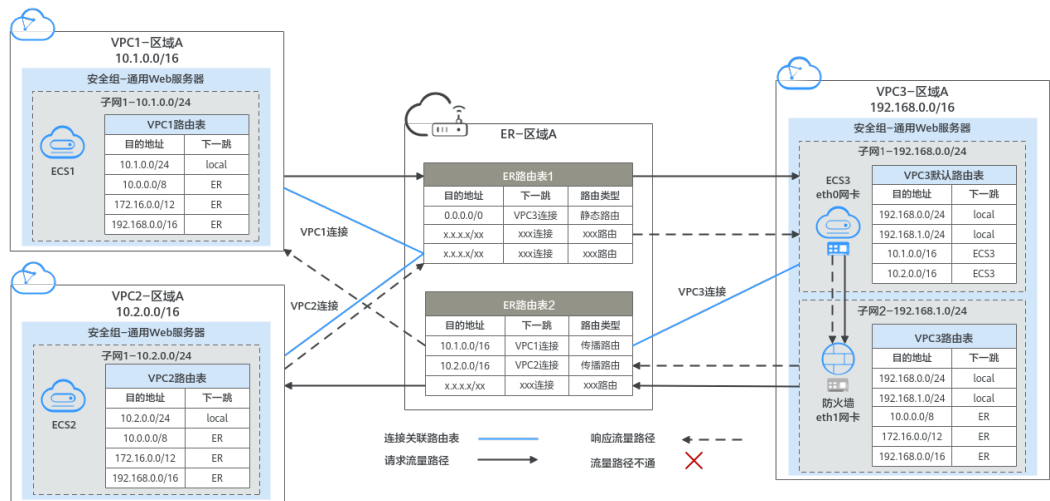 VPC1-区域A
10.1.0.0/16
安全组-通用Web服务器
子网1-10.1.0.0/24
ECS1
VPC1路由表
目的地址 下一跳
10.1.0.0/24 local
10.0.0.0/8 ER
172.16.0.0/12 ER
192.168.0.0/16 ER
VPC2-区域A
10.2.0.0/16
安全组-通用Web服务器
子网1-10.2.0.0/24
ECS2
VPC2路由表
目的地址 下一跳
10.2.0.0/24 local
10.0.0.0/8 ER
172.16.0.0/12 ER
192.168.0.0/16 ER
VPC1连接
VPC2连接
ER-区域A
ER路由表1
目的地址 下一跳 路由类型
0.0.0.0/0 VPC3连接 静态路由
x.x.x.x/xx xxx连接 xxx路由
x.x.x.x/xx xxx连接 xxx路由
ER路由表2
目的地址 下一跳 路由类型
10.1.0.0/16 VPC1连接 传播路由
10.2.0.0/16 VPC2连接 传播路由
x.x.x.x/xx xxx连接 xxx路由
VPC3连接
VPC3-区域A
192.168.0.0/16
安全组-通用Web服务器
子网1-192.168.0.0/24
ECS3
eth0网卡
VPC3默认路由表
目的地址 下一跳
192.168.0.0/24 local
192.168.1.0/24 local
10.1.0.0/16 ECS3
10.2.0.0/16 ECS3
子网2-192.168.1.0/24
防火墙
eth1网卡
VPC3路由表
目的地址 下一跳
192.168.0.0/24 local
192.168.1.0/24 local
10.0.0.0/8 ER
172.16.0.0/12 ER
192.168.0.0/16 ER
连接关联路由表
响应流量路径
请求流量路径
流量路径不通